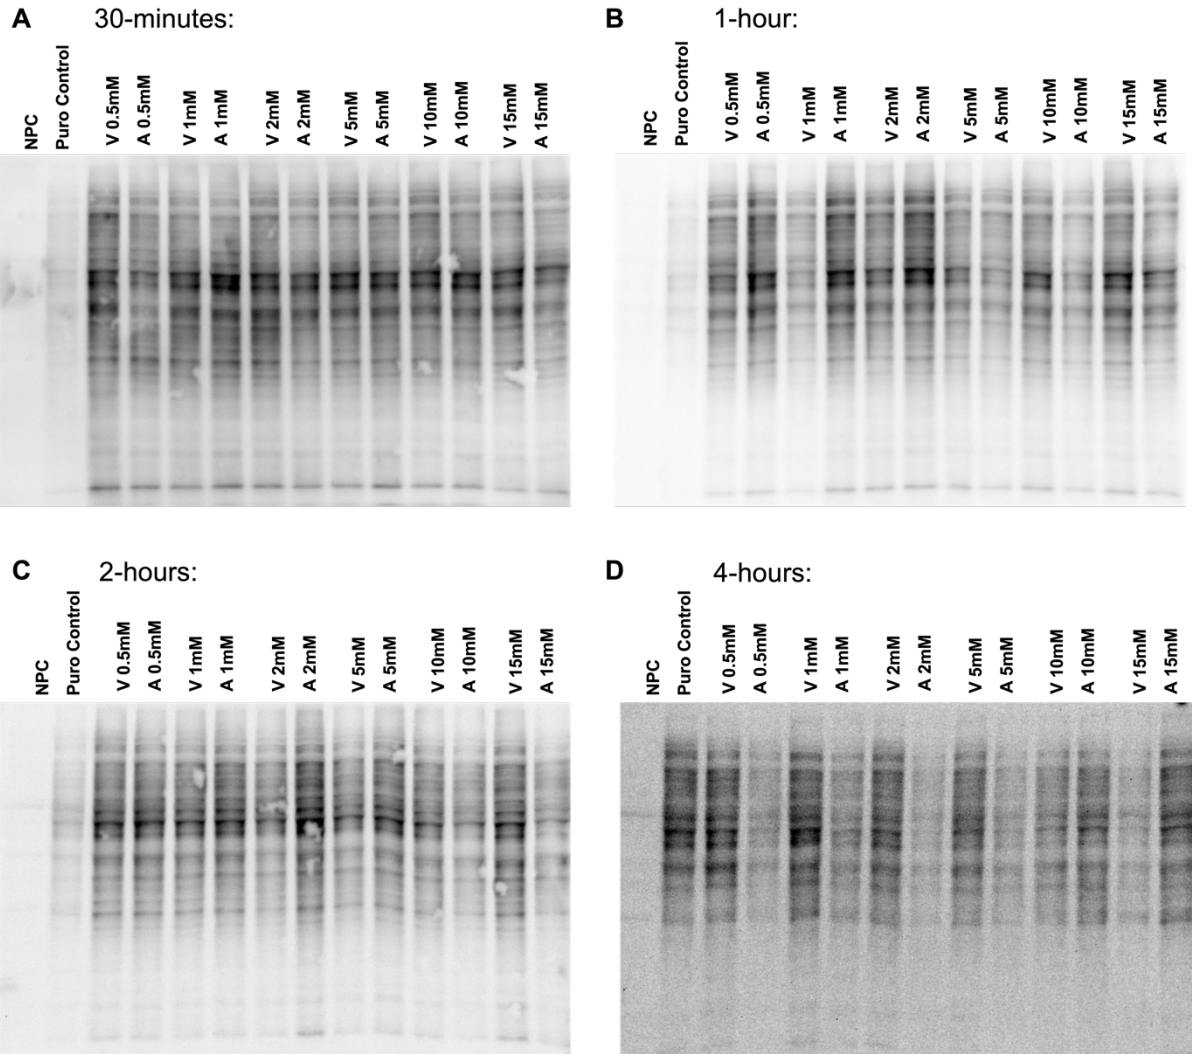 A 30-minutes:
NPC
Puro Control
V 0.5mM
A 0.5mM
V 1mM
A 1mM
V 2mM
A 2mM
V 5mM
A 5mM
V 10mM
A 10mM
V 15mM
A 15mM
B 1-hour:
NPC
Puro Control
V 0.5mM
A 0.5mM
V 1mM
A 1mM
V 2mM
A 2mM
V 5mM
A 5mM
V 10mM
A 10mM
V 15mM
A 15mM
C 2-hours:
NPC
Puro Control
V 0.5mM
A 0.5mM
V 1mM
A 1mM
V 2mM
A 2mM
V 5mM
A 5mM
V 10mM
A 10mM
V 15mM
A 15mM
D 4-hours:
NPC
Puro Control
V 0.5mM
A 0.5mM
V 1mM
A 1mM
V 2mM
A 2mM
V 5mM
A 5mM
V 10mM
A 10mM
V 15mM
A 15mM